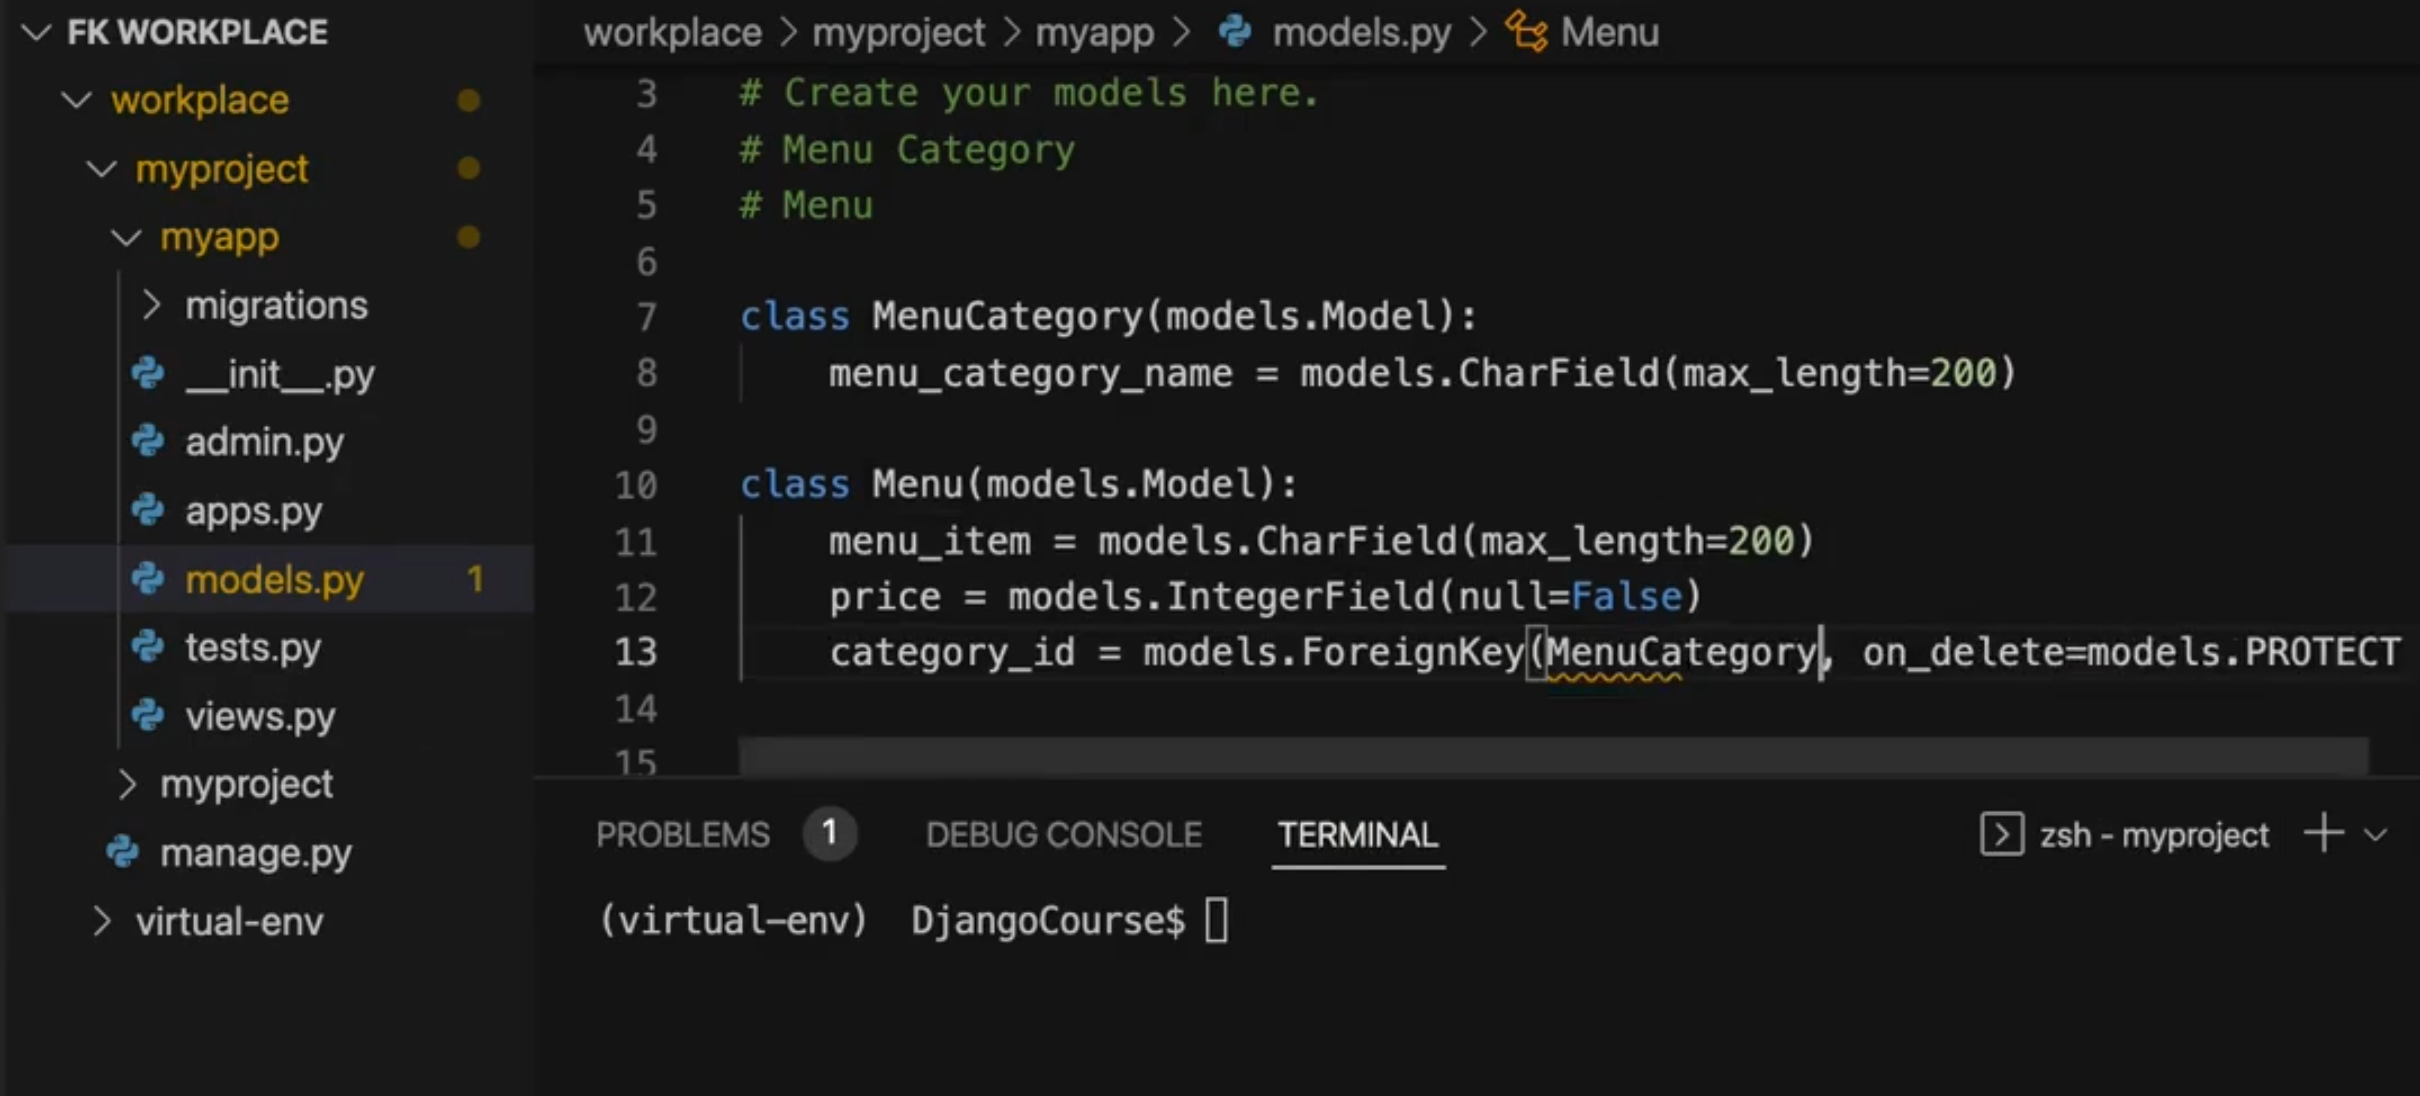 FK WORKPLACE
workplace
myproject
myapp
migrations
__init__.py
admin.py
apps.py
models.py 1
tests.py
views.py
myproject
manage.py
virtual-env
workplace > myproject > myapp > models.py > Menu
3 # Create your models here.
4 # Menu Category
5 # Menu
6
7 class MenuCategory(models.Model):
8 menu_category_name = models.CharField(max_length=200)
9
10 class Menu(models.Model):
11 menu_item = models.CharField(max_length=200)
12 price = models.IntegerField(null=False)
13 category_id = models.ForeignKey(MenuCategory, on_delete=models.PROTECT
14
15
PROBLEMS 1 DEBUG CONSOLE TERMINAL zsh - myproject
(virtual-env) DjangoCourse$